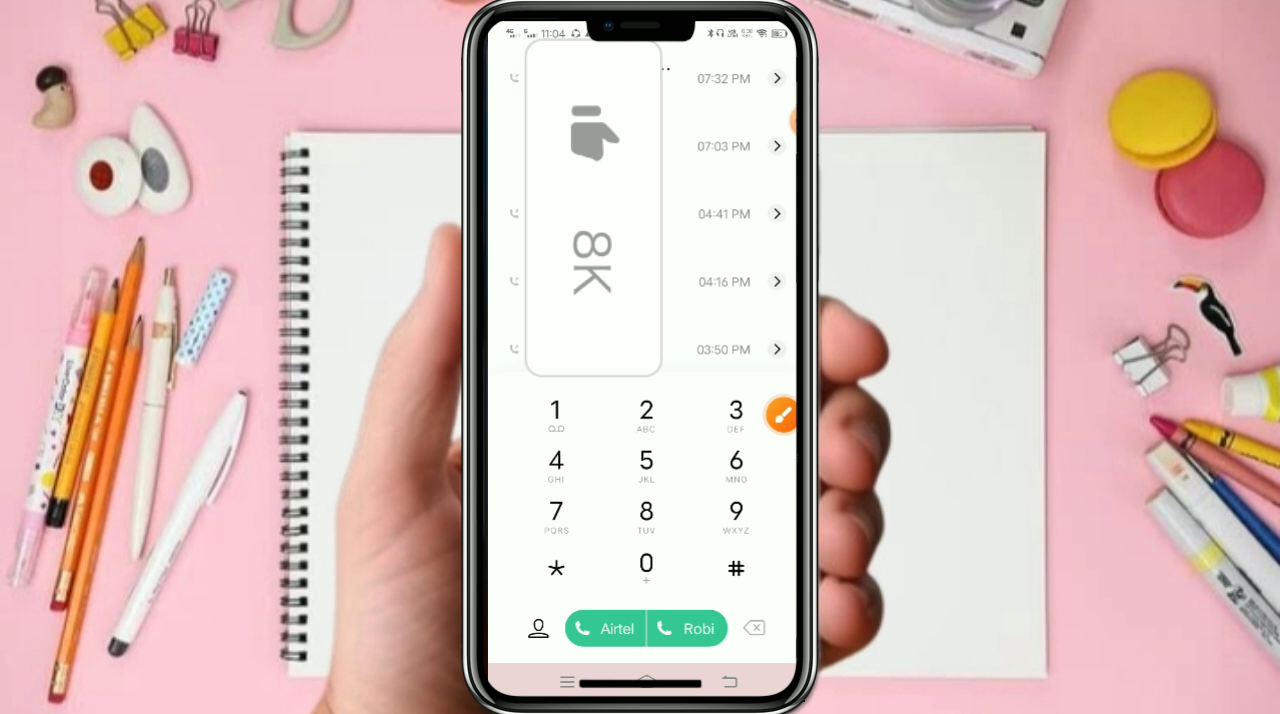 11:04
07:32 PM
07:03 PM
04:41 PM
04:16 PM
03:50 PM
8K
1
2 ABC
3 DEF
4 GHI
5 JKL
6 MNO
7 PQRS
8 TUV
9 WXYZ
*
0 +
#
Airtel Robi